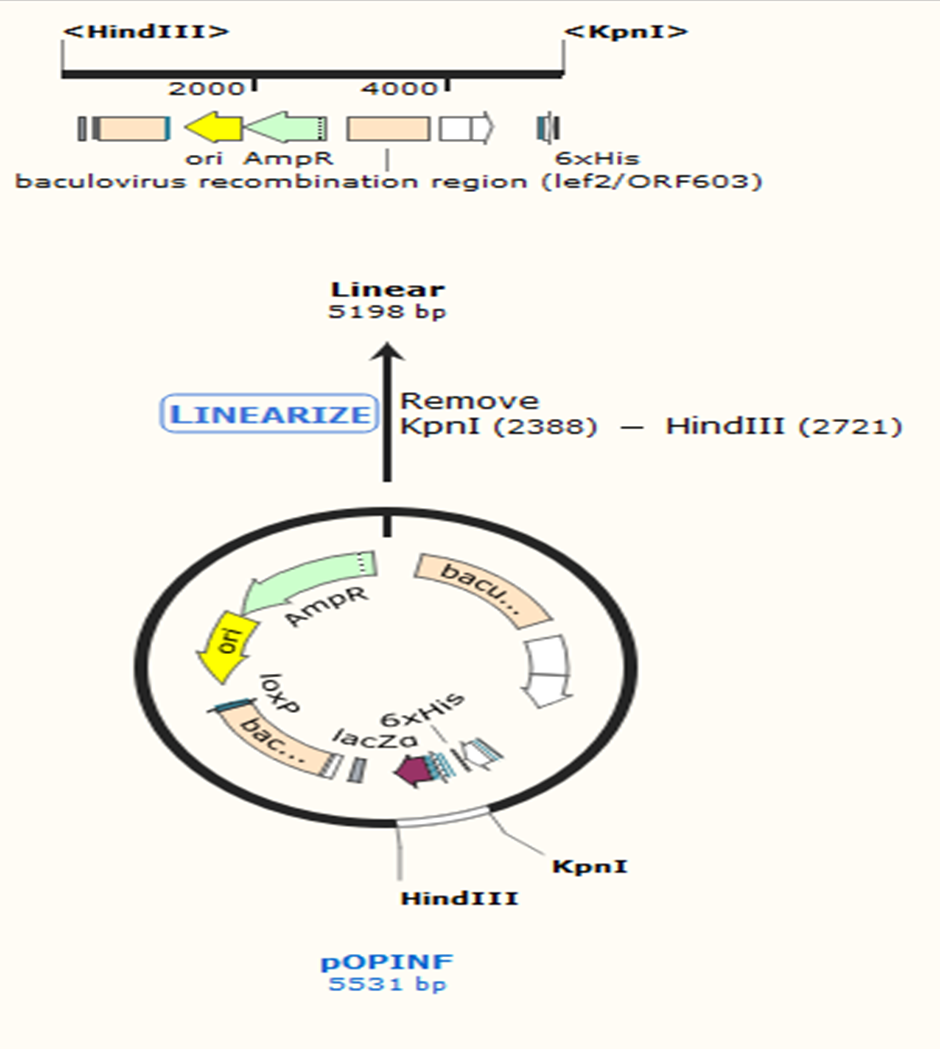 <HindIII> <KpnI>
2000 4000
ori AmpR 6xHis
baculovirus recombination region (lef2/ORF603)
Linear
5198 bp
LINEARIZE
Remove
KpnI (2388) – HindIII (2721)
bacu...
AmpR
ori
loxP
6xHis
bac...
lacZα
KpnI
HindIII
pOPINF
5531 bp